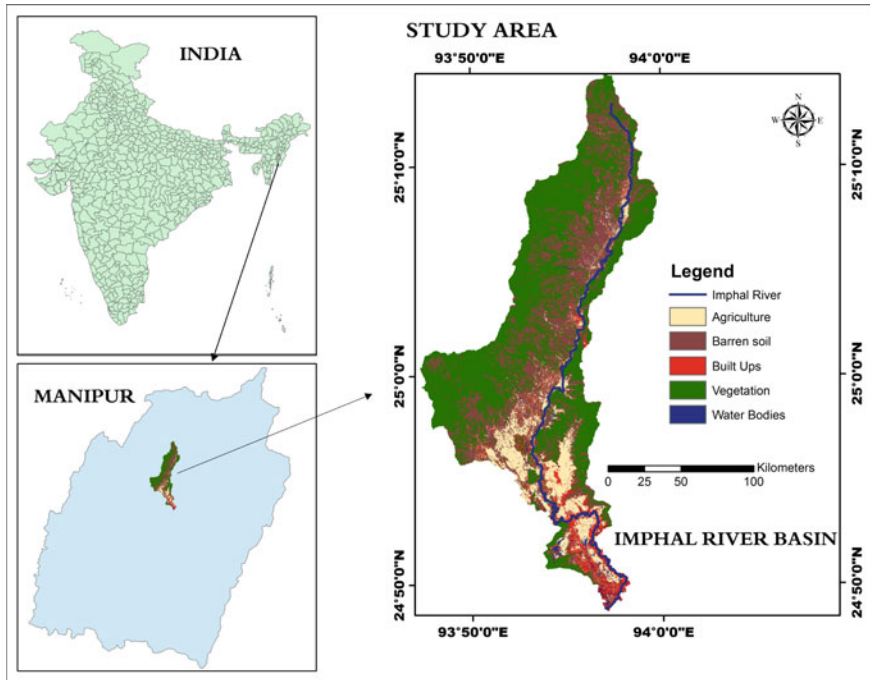 INDIA
MANIPUR
STUDY AREA
93°50'0"E 94°0'0"E
N
W E
S
25°10'0"N 25°10'0"N
Legend
Imphal River
Agriculture
Barren soil
Built Ups
Vegetation
Water Bodies
25°0'0"N 25°0'0"N
Kilometers
0 25 50 100
IMPHAL RIVER BASIN
24°50'0"N 24°50'0"N
93°50'0"E 94°0'0"E